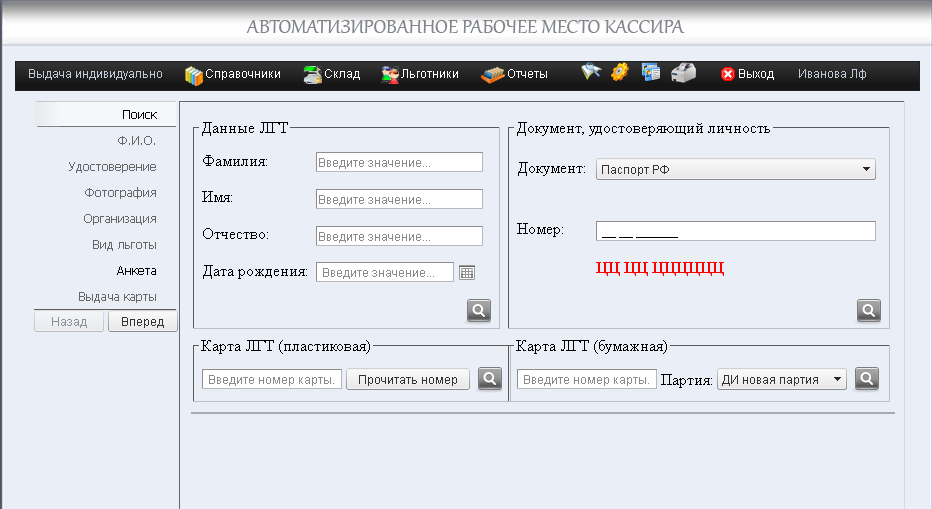 АВТОМАТИЗИРОВАННОЕ РАБОЧЕЕ МЕСТО КАССИРА
Выдача индивидуально Справочники Склад Льготники Отчеты Выход Иванова Лф
Поиск
Ф.И.О.
Удостоверение
Фотография
Организация
Вид льготы
Анкета
Выдача карты
Назад Вперед
Данные ЛГТ
Фамилия: Введите значение...
Имя: Введите значение...
Отчество: Введите значение...
Дата рождения: Введите значение...
Документ, удостоверяющий личность
Документ: Паспорт РФ
Номер: __ __ ______
ЦЦ ЦЦ ЦЦЦЦЦЦ
Карта ЛГТ (пластиковая)
Введите номер карты. Прочитать номер
Карта ЛГТ (бумажная)
Введите номер карты. Партия: ДИ новая партия